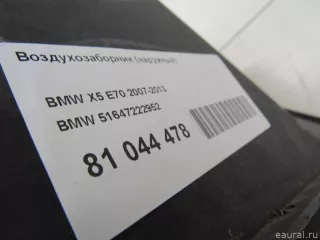 Воздухозаборник (наружный)
BMW X5 E70 2007-2013
BMW 51647222952
81 044 478
eaural.ru/